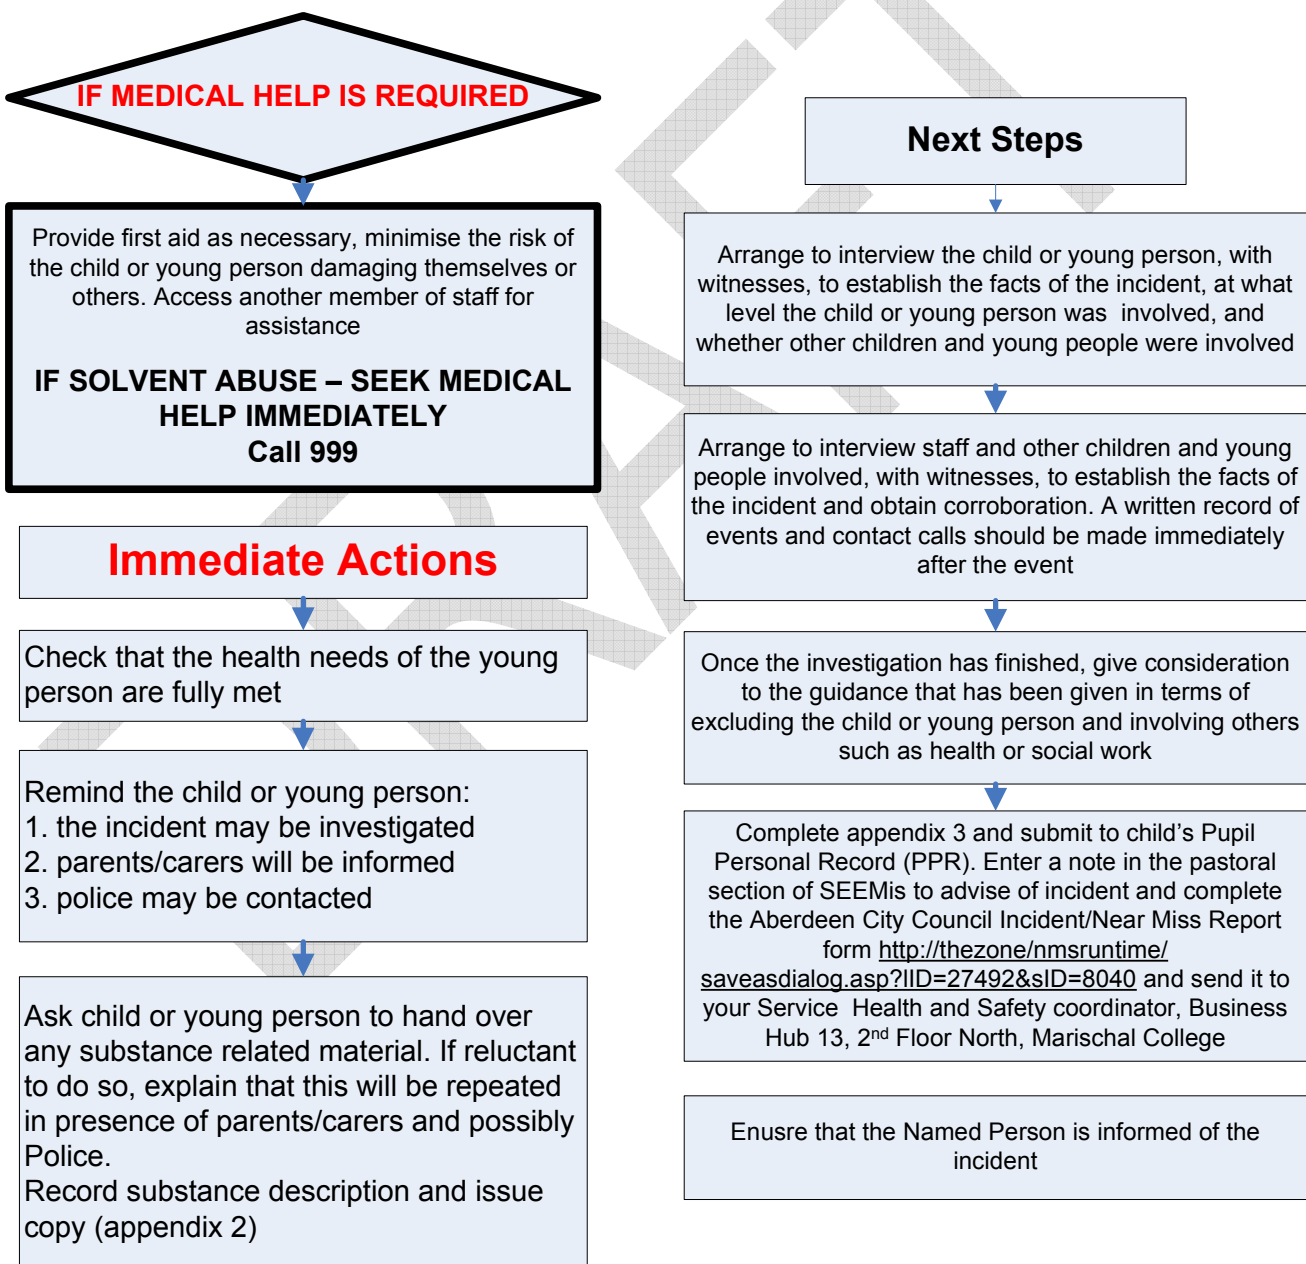 IF MEDICAL HELP IS REQUIRED
Provide first aid as necessary, minimise the risk of
the child or young person damaging themselves or
others. Access another member of staff for
assistance
IF SOLVENT ABUSE – SEEK MEDICAL
HELP IMMEDIATELY
Call 999
Immediate Actions
Check that the health needs of the young
person are fully met
Remind the child or young person:
1. the incident may be investigated
2. parents/carers will be informed
3. police may be contacted
Ask child or young person to hand over
any substance related material. If reluctant
to do so, explain that this will be repeated
in presence of parents/carers and possibly
Police.
Record substance description and issue
copy (appendix 2)
Next Steps
Arrange to interview the child or young person, with
witnesses, to establish the facts of the incident, at what
level the child or young person was  involved, and
whether other children and young people were involved
Arrange to interview staff and other children and young
people involved, with witnesses, to establish the facts of
the incident and obtain corroboration. A written record of
events and contact calls should be made immediately
after the event
Once the investigation has finished, give consideration
to the guidance that has been given in terms of
excluding the child or young person and involving others
such as health or social work
Complete appendix 3 and submit to child's Pupil
Personal Record (PPR). Enter a note in the pastoral
section of SEEMis to advise of incident and complete
the Aberdeen City Council Incident/Near Miss Report
form http://thezone/nmsruntime/
saveasdialog.asp?lID=27492&sID=8040 and send it to
your Service  Health and Safety coordinator, Business
Hub 13, 2nd Floor North, Marischal College
Enusre that the Named Person is informed of the
incident
DRAFT